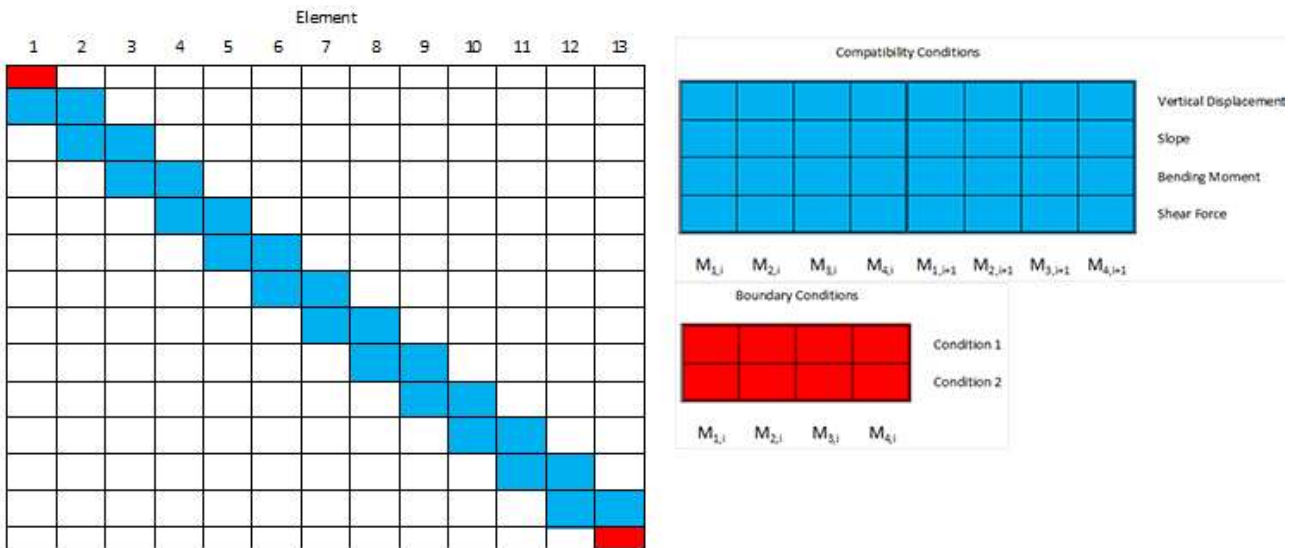 Element
1 2 3 4 5 6 7 8 9 10 11 12 13
Compatibility Conditions
Vertical Displacement
Slope
Bending Moment
Shear Force
M1,i M2,i M3,i M4,i M1,i+1 M2,i+1 M3,i+1 M4,i+1
Boundary Conditions
Condition 1
Condition 2
M1,i M2,i M3,i M4,i